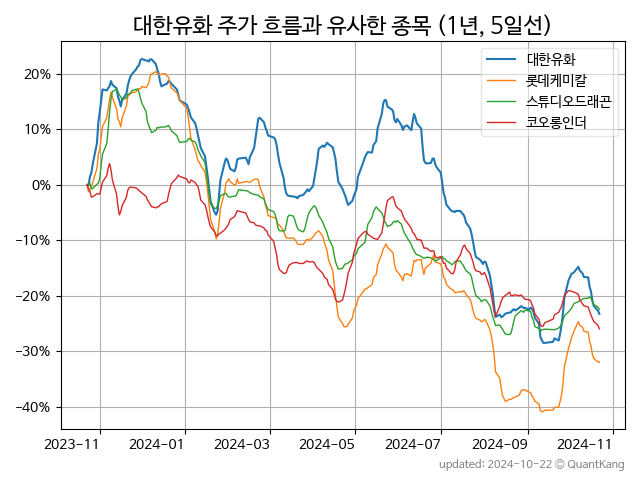 대한유화 주가 흐름과 유사한 종목 (1년, 5일선)
대한유화
롯데케미칼
스튜디오드래곤
코오롱인더
20%
10%
0%
−10%
−20%
−30%
−40%
2023-11 2024-01 2024-03 2024-05 2024-07 2024-09 2024-11
updated: 2024-10-22 © QuantKang